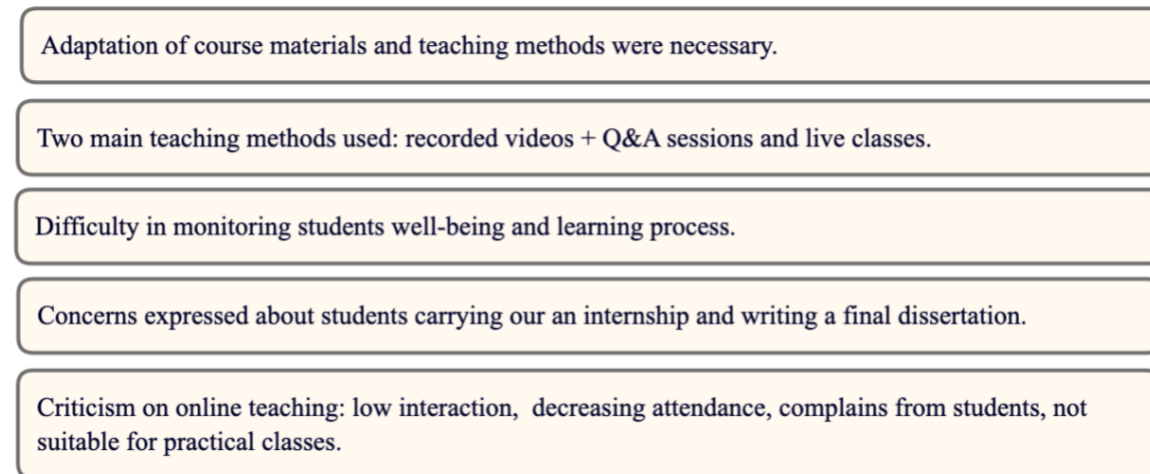 Adaptation of course materials and teaching methods were necessary.
Two main teaching methods used: recorded videos + Q&A sessions and live classes.
Difficulty in monitoring students well-being and learning process.
Concerns expressed about students carrying our an internship and writing a final dissertation.
Criticism on online teaching: low interaction,  decreasing attendance, complains from students, not
suitable for practical classes.